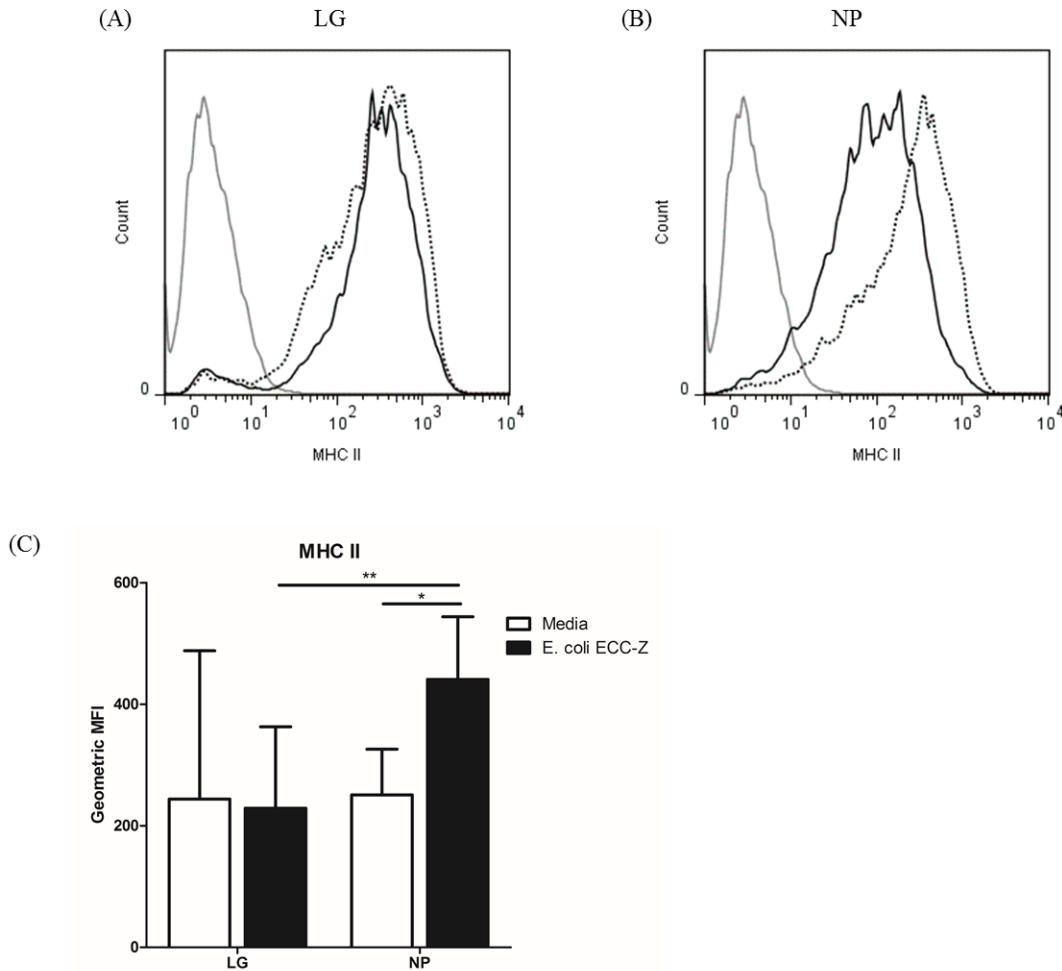 (A) LG
Count
0
10^0 10^1 10^2 10^3 10^4
MHC II
(B) NP
Count
0
10^0 10^1 10^2 10^3 10^4
MHC II
(C)
MHC II
Geometric MFI
600
400
200
0
**
*
Media
E. coli ECC-Z
LG NP